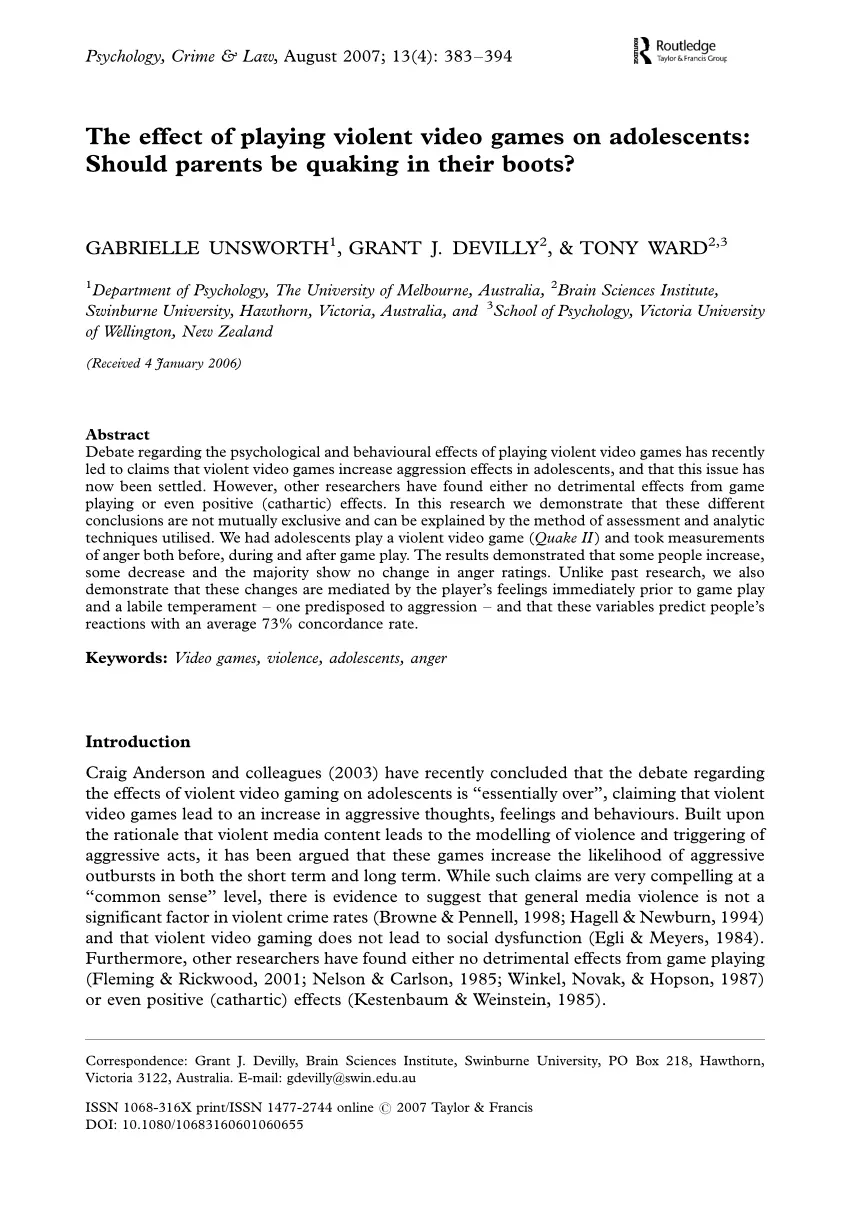 Psychology, Crime & Law, August 2007; 13(4): 383–394
Routledge
Taylor & Francis Group
The effect of playing violent video games on adolescents:
Should parents be quaking in their boots?
GABRIELLE UNSWORTH1, GRANT J. DEVILLY2, & TONY WARD2,3
1Department of Psychology, The University of Melbourne, Australia, 2Brain Sciences Institute,
Swinburne University, Hawthorn, Victoria, Australia, and 3School of Psychology, Victoria University
of Wellington, New Zealand
(Received 4 January 2006)
Abstract
Debate regarding the psychological and behavioural effects of playing violent video games has recently
led to claims that violent video games increase aggression effects in adolescents, and that this issue has
now been settled. However, other researchers have found either no detrimental effects from game
playing or even positive (cathartic) effects. In this research we demonstrate that these different
conclusions are not mutually exclusive and can be explained by the method of assessment and analytic
techniques utilised. We had adolescents play a violent video game (Quake II) and took measurements
of anger both before, during and after game play. The results demonstrated that some people increase,
some decrease and the majority show no change in anger ratings. Unlike past research, we also
demonstrate that these changes are mediated by the player's feelings immediately prior to game play
and a labile temperament – one predisposed to aggression – and that these variables predict people's
reactions with an average 73% concordance rate.
Keywords: Video games, violence, adolescents, anger
Introduction
Craig Anderson and colleagues (2003) have recently concluded that the debate regarding
the effects of violent video gaming on adolescents is "essentially over", claiming that violent
video games lead to an increase in aggressive thoughts, feelings and behaviours. Built upon
the rationale that violent media content leads to the modelling of violence and triggering of
aggressive acts, it has been argued that these games increase the likelihood of aggressive
outbursts in both the short term and long term. While such claims are very compelling at a
"common sense" level, there is evidence to suggest that general media violence is not a
significant factor in violent crime rates (Browne & Pennell, 1998; Hagell & Newburn, 1994)
and that violent video gaming does not lead to social dysfunction (Egli & Meyers, 1984).
Furthermore, other researchers have found either no detrimental effects from game playing
(Fleming & Rickwood, 2001; Nelson & Carlson, 1985; Winkel, Novak, & Hopson, 1987)
or even positive (cathartic) effects (Kestenbaum & Weinstein, 1985).
Correspondence: Grant J. Devilly, Brain Sciences Institute, Swinburne University, PO Box 218, Hawthorn,
Victoria 3122, Australia. E-mail: gdevilly@swin.edu.au
ISSN 1068-316X print/ISSN 1477-2744 online © 2007 Taylor & Francis
DOI: 10.1080/10683160601060655